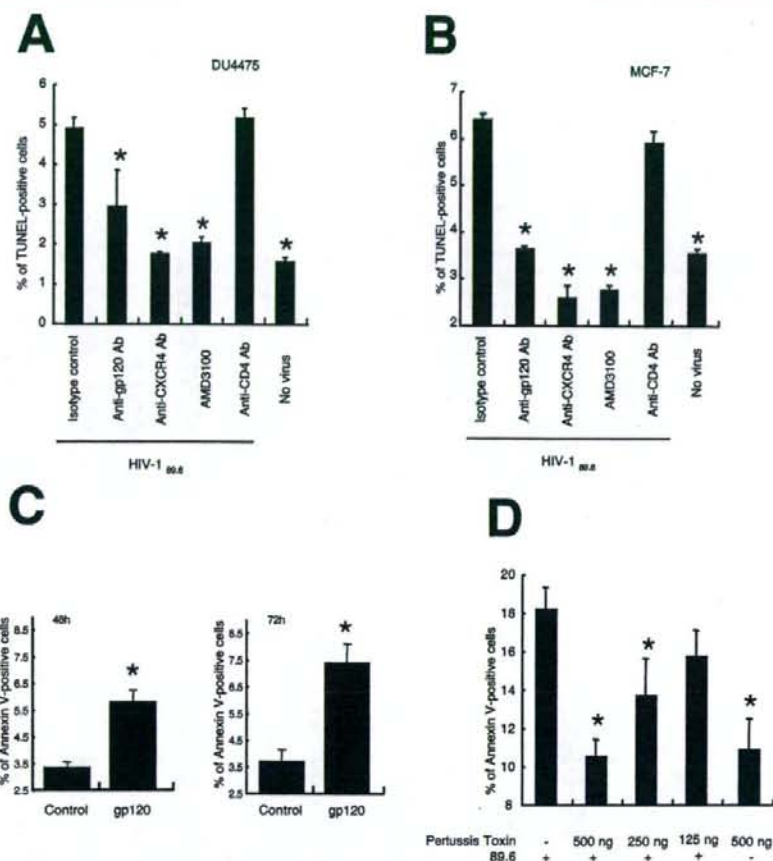 A
DU4475
% of TUNEL-positive cells
6
5
4
3
2
1
0
*
*
*
*
Isotype control
Anti-gp120 Ab
Anti-CXCR4 Ab
AMD3100
Anti-CD4 Ab
No virus
HIV-1 89.6
B
MCF-7
% of TUNEL-positive cells
7
6
5
4
3
2
*
*
*
*
Isotype control
Anti-gp120 Ab
Anti-CXCR4 Ab
AMD3100
Anti-CD4 Ab
No virus
HIV-1 89.6
C
% of Annexin V-positive cells
48h
8.5
7.5
6.5
5.5
4.5
3.5
2.5
*
Control gp120
% of Annexin V-positive cells
72h
8.5
7.5
6.5
5.5
4.5
3.5
2.5
*
Control gp120
D
% of Annexin V-positive cells
20
18
16
14
12
10
8
*
*
*
Pertussis Toxin - 500 ng 250 ng 125 ng 500 ng
89.6 + + + + -